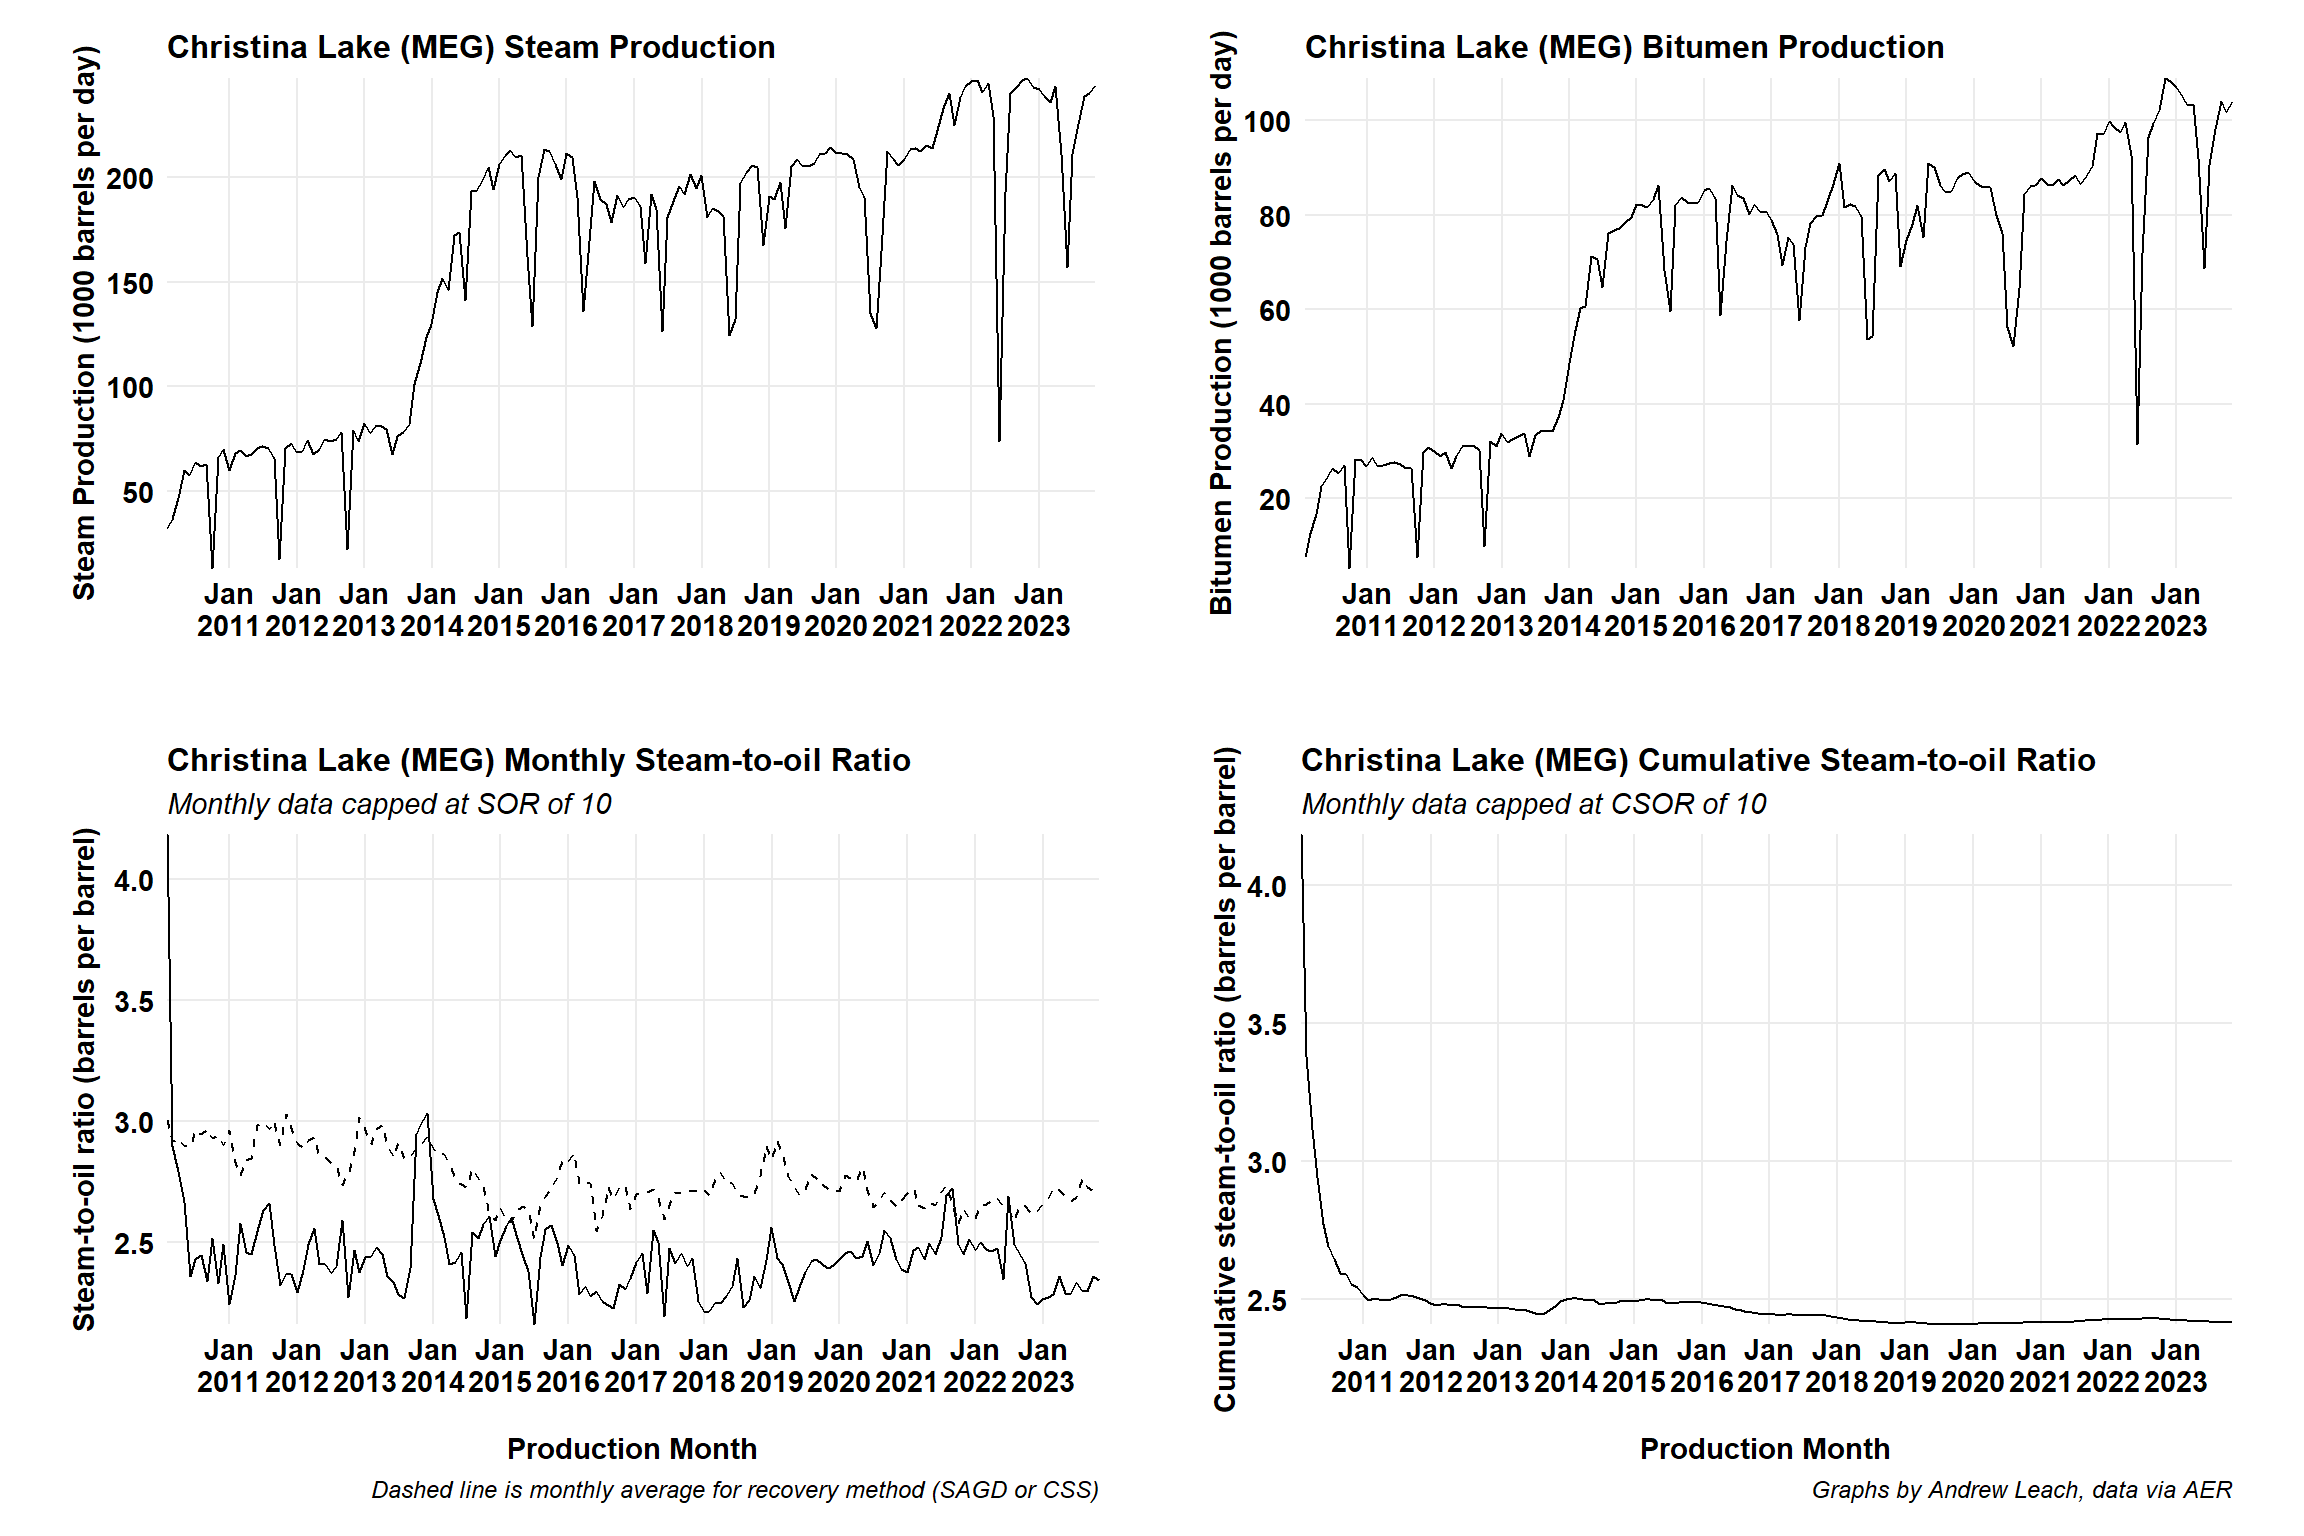 Christina Lake (MEG) Steam Production
Steam Production (1000 barrels per day)
200
150
100
50
Jan Jan Jan Jan Jan Jan Jan Jan Jan Jan Jan Jan Jan
2011 2012 2013 2014 2015 2016 2017 2018 2019 2020 2021 2022 2023
Christina Lake (MEG) Bitumen Production
Bitumen Production (1000 barrels per day)
100
80
60
40
20
Jan Jan Jan Jan Jan Jan Jan Jan Jan Jan Jan Jan Jan
2011 2012 2013 2014 2015 2016 2017 2018 2019 2020 2021 2022 2023
Christina Lake (MEG) Monthly Steam-to-oil Ratio
Monthly data capped at SOR of 10
Steam-to-oil ratio (barrels per barrel)
4.0
3.5
3.0
2.5
Jan Jan Jan Jan Jan Jan Jan Jan Jan Jan Jan Jan Jan
2011 2012 2013 2014 2015 2016 2017 2018 2019 2020 2021 2022 2023
Production Month
Dashed line is monthly average for recovery method (SAGD or CSS)
Christina Lake (MEG) Cumulative Steam-to-oil Ratio
Monthly data capped at CSOR of 10
Cumulative steam-to-oil ratio (barrels per barrel)
4.0
3.5
3.0
2.5
Jan Jan Jan Jan Jan Jan Jan Jan Jan Jan Jan Jan Jan
2011 2012 2013 2014 2015 2016 2017 2018 2019 2020 2021 2022 2023
Production Month
Graphs by Andrew Leach, data via AER